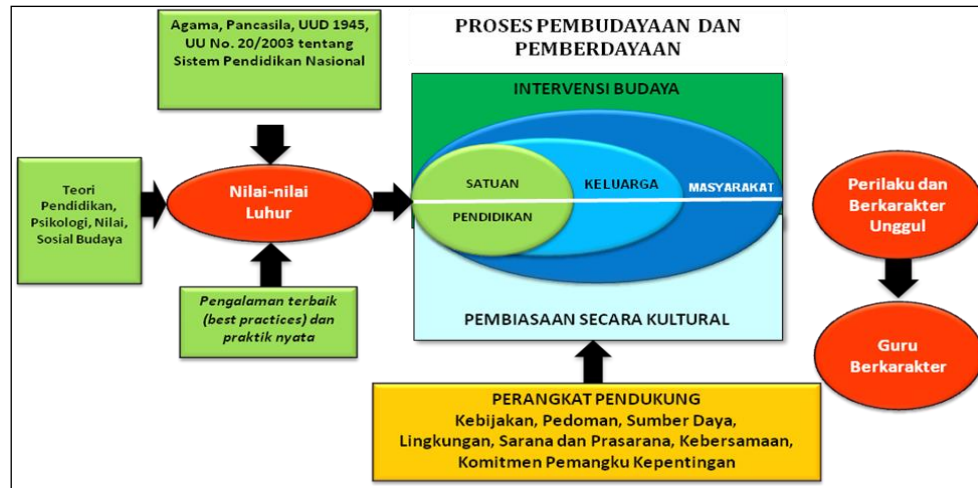 Agama, Pancasila, UUD 1945,
UU No. 20/2003 tentang
Sistem Pendidikan Nasional
PROSES PEMBUDAYAAN DAN
PEMBERDAYAAN
INTERVENSI BUDAYA
Teori
Pendidikan,
Psikologi, Nilai,
Sosial Budaya
Nilai-nilai
Luhur
SATUAN
PENDIDIKAN
KELUARGA
MASYARAKAT
Perilaku dan
Berkarakter
Unggul
Pengalaman terbaik
(best practices) dan
praktik nyata
PEMBIASAAN SECARA KULTURAL
Guru
Berkarakter
PERANGKAT PENDUKUNG
Kebijakan, Pedoman, Sumber Daya,
Lingkungan, Sarana dan Prasarana, Kebersamaan,
Komitmen Pemangku Kepentingan